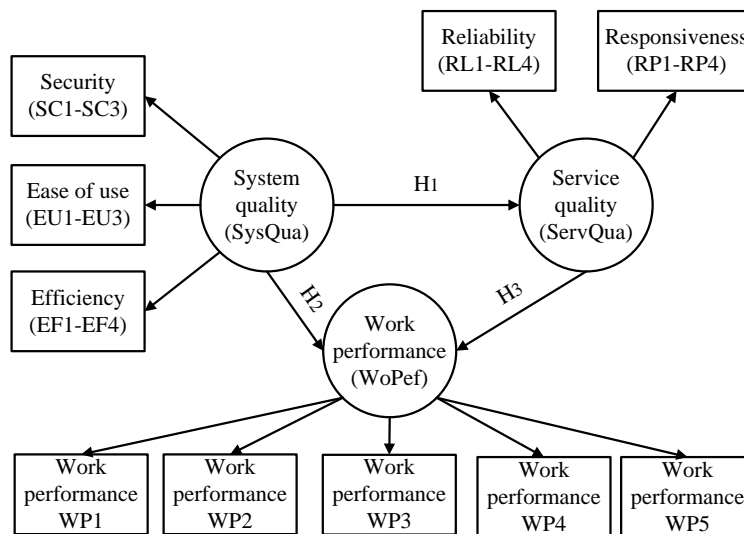 Reliability
(RL1-RL4)
Responsiveness
(RP1-RP4)
Security
(SC1-SC3)
Ease of use
(EU1-EU3)
Efficiency
(EF1-EF4)
System
quality
(SysQua)
H1
Service
quality
(ServQua)
H2
H3
Work
performance
(WoPef)
Work
performance
WP1
Work
performance
WP2
Work
performance
WP3
Work
performance
WP4
Work
performance
WP5